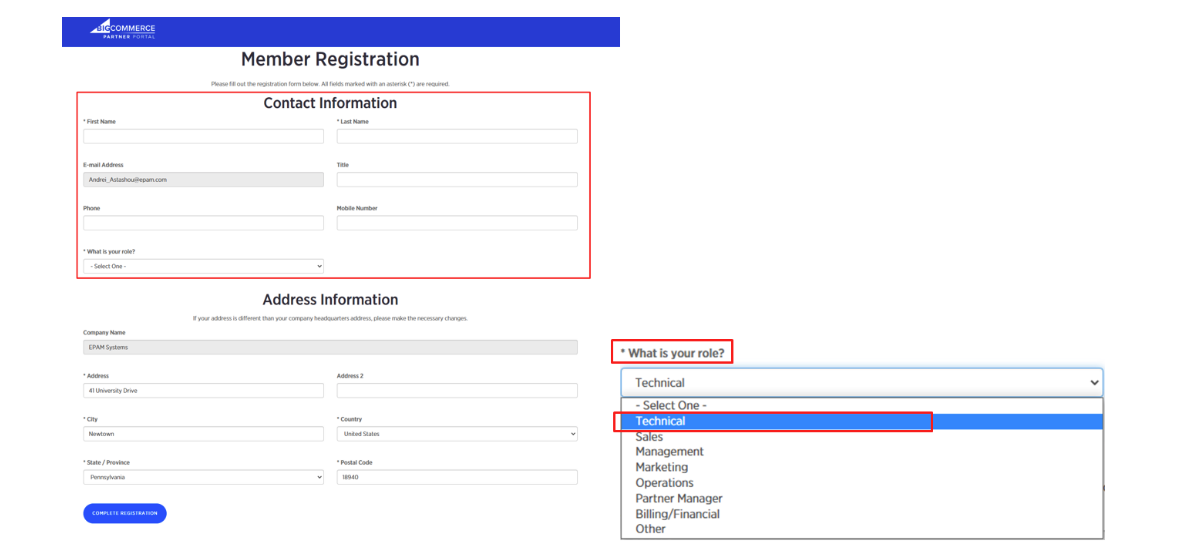 BIGCOMMERCE
PARTNER PORTAL
Member Registration
Please fill out the registration form below. All fields marked with an asterisk (*) are required.
Contact Information
* First Name
* Last Name
E-mail Address
Title
Andrei_Astashou@epam.com
Phone
Mobile Number
* What is your role?
- Select One -
Address Information
If your address is different than your company headquarters address, please make the necessary changes.
Company Name
EPAM Systems
* Address
Address 2
41 University Drive
* City
* Country
Newtown
United States
* State / Province
* Postal Code
Pennsylvania
18940
COMPLETE REGISTRATION
* What is your role?
Technical
- Select One -
Technical
Sales
Management
Marketing
Operations
Partner Manager
Billing/Financial
Other